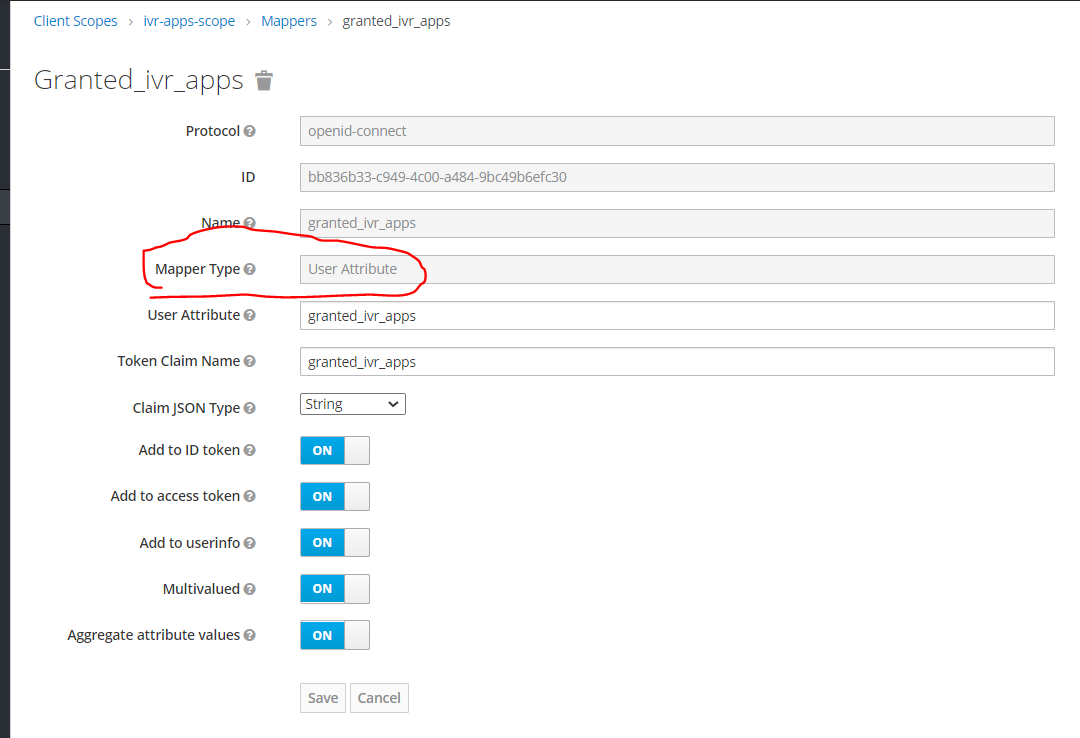 Client Scopes > ivr-apps-scope > Mappers > granted_ivr_apps
Granted_ivr_apps
Protocol openid-connect
ID bb836b33-c949-4c00-a484-9bc49b6efc30
Name granted_ivr_apps
Mapper Type User Attribute
User Attribute granted_ivr_apps
Token Claim Name granted_ivr_apps
Claim JSON Type String
Add to ID token ON
Add to access token ON
Add to userinfo ON
Multivalued ON
Aggregate attribute values ON
Save Cancel